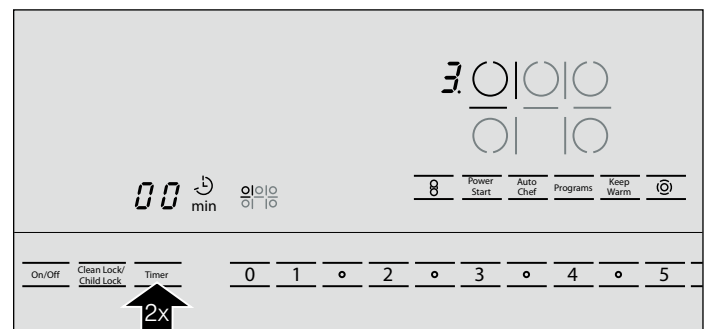 3.
00 min
8 Power Start Auto Chef Programs Keep Warm
On/Off Clean Lock/ Child Lock Timer 0 1 2 3 4 5
2x